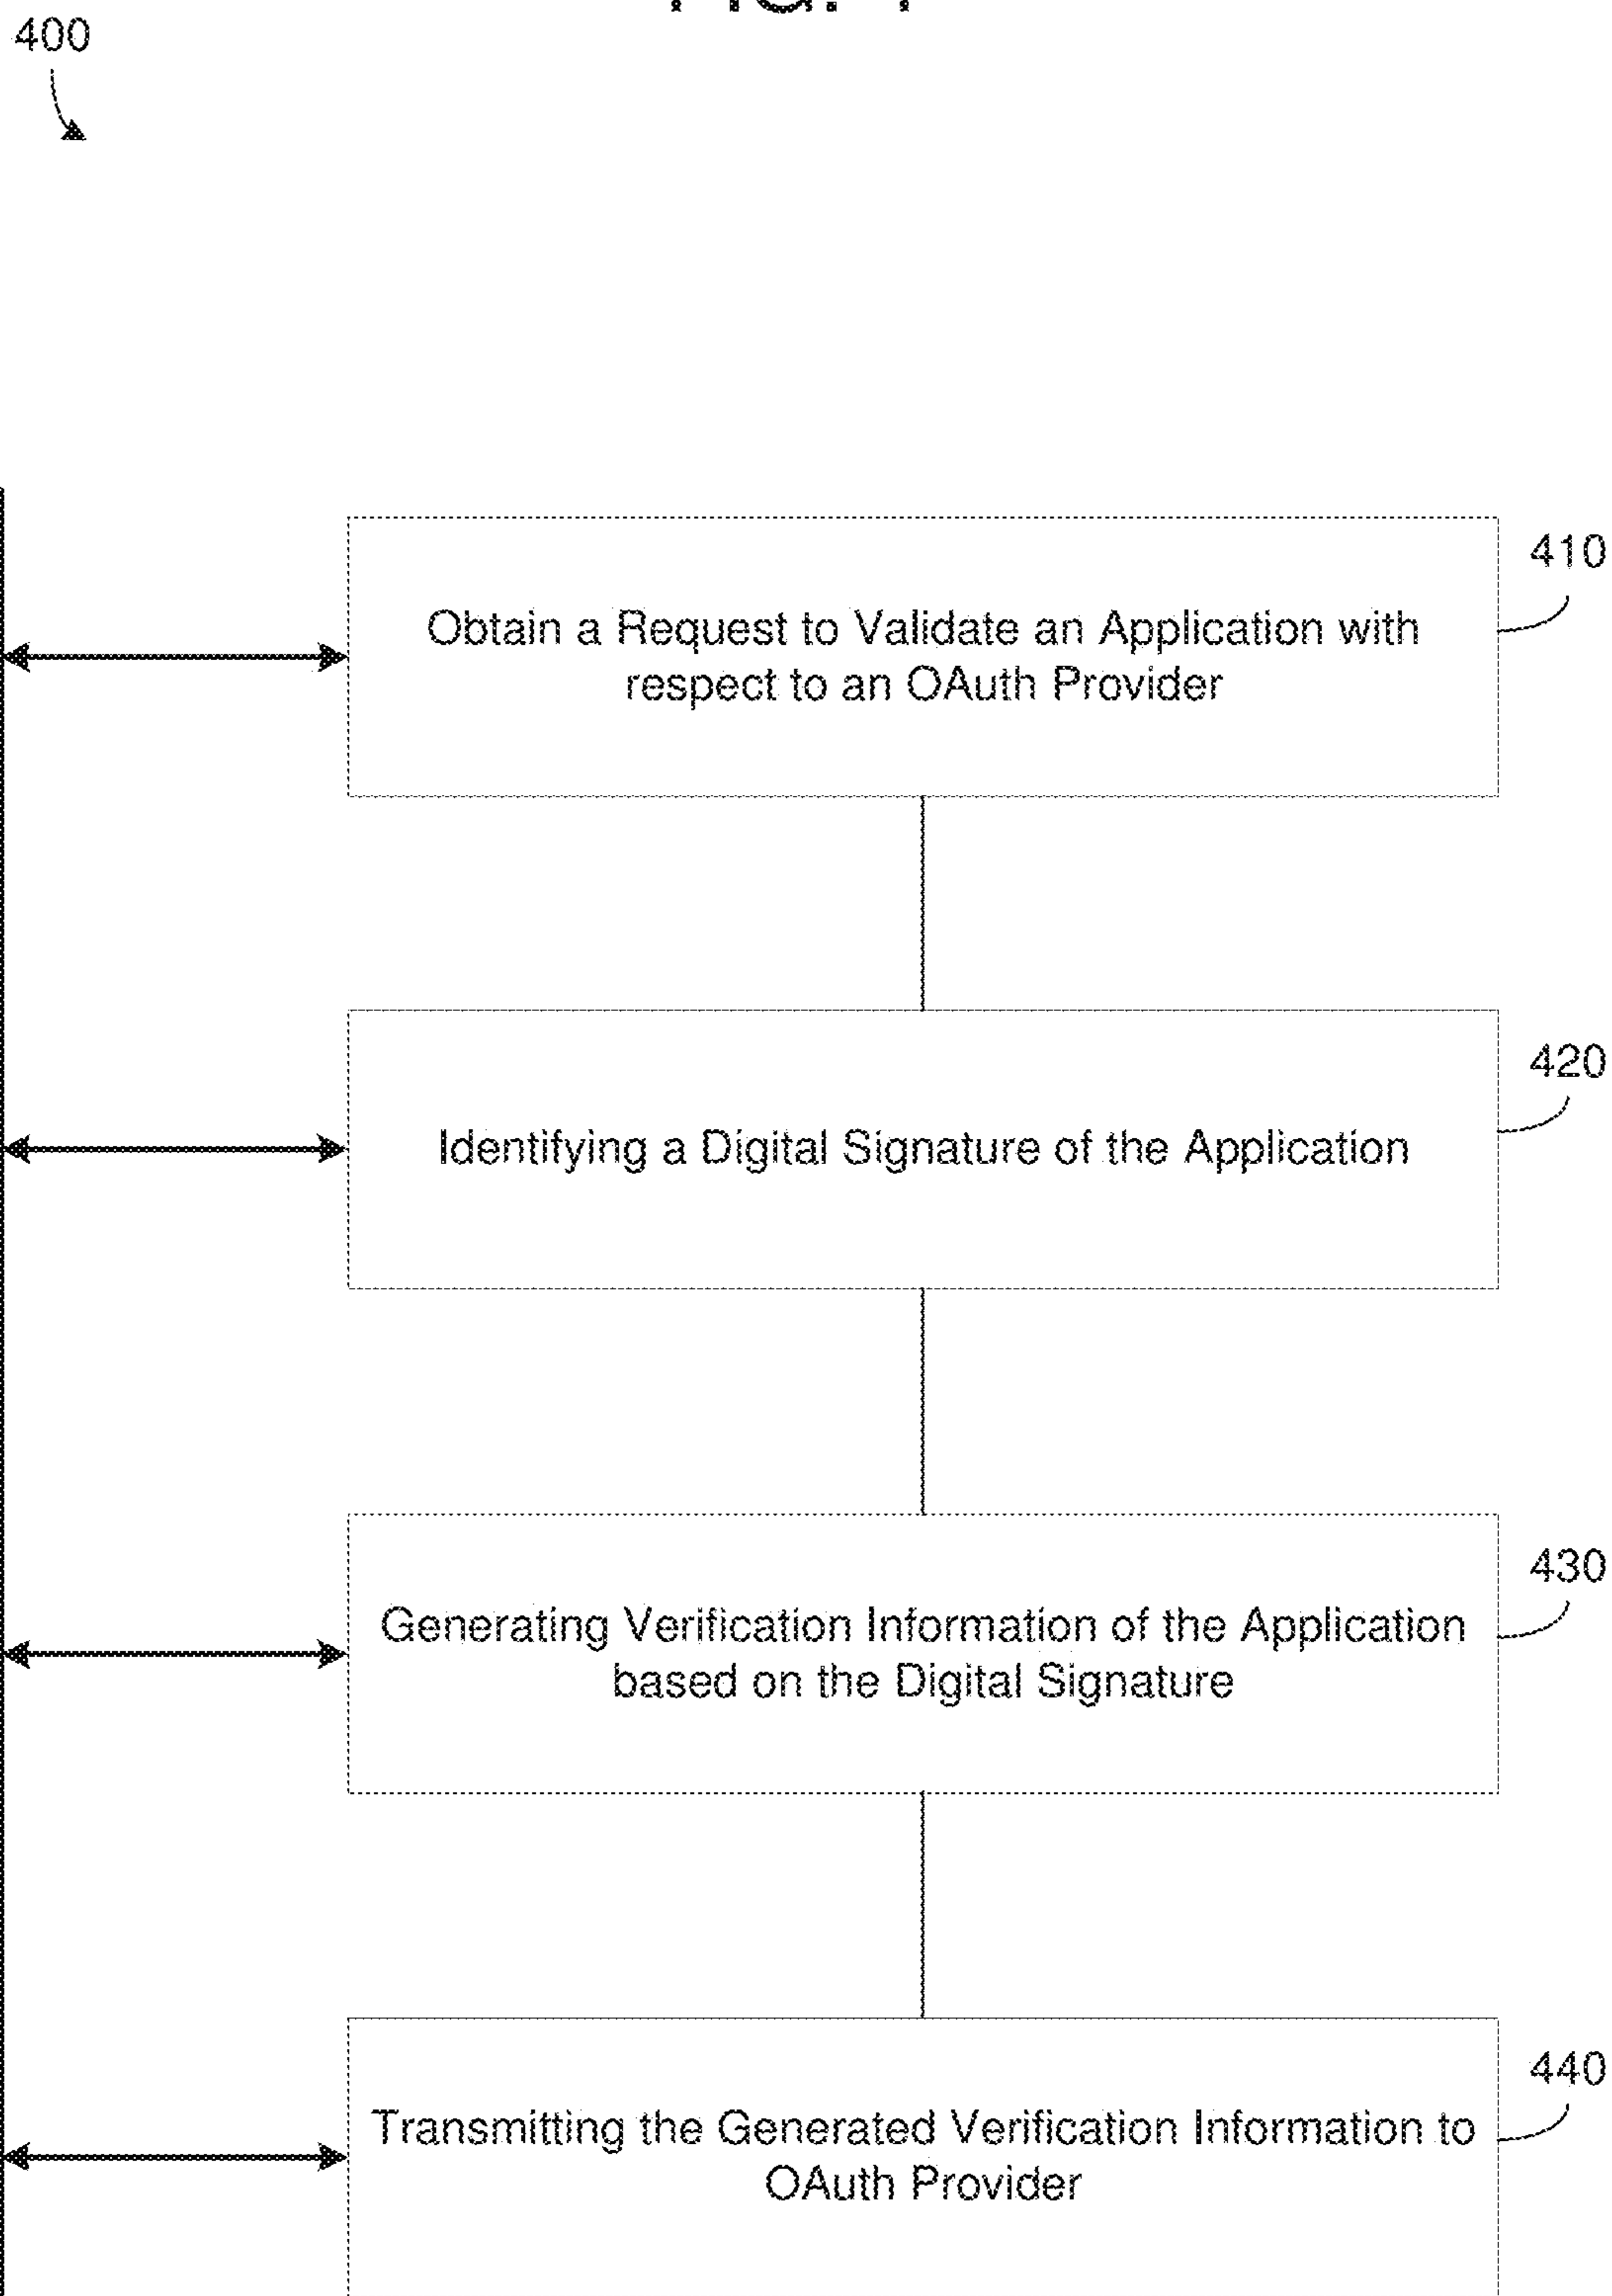 400
410
Obtain a Request to Validate an Application with
respect to an OAuth Provider
420
Identifying a Digital Signature of the Application
430
Generating Verification Information of the Application
based on the Digital Signature
440
Transmitting the Generated Verification Information to
OAuth Provider